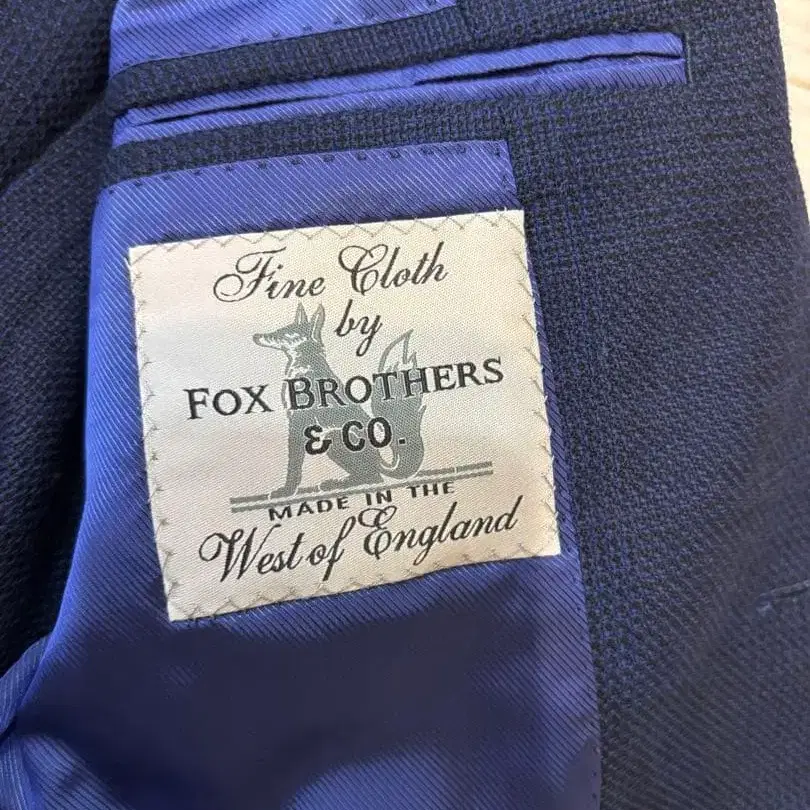 Fine Cloth
by
FOX BROTHERS
& CO.
MADE IN THE
West of England